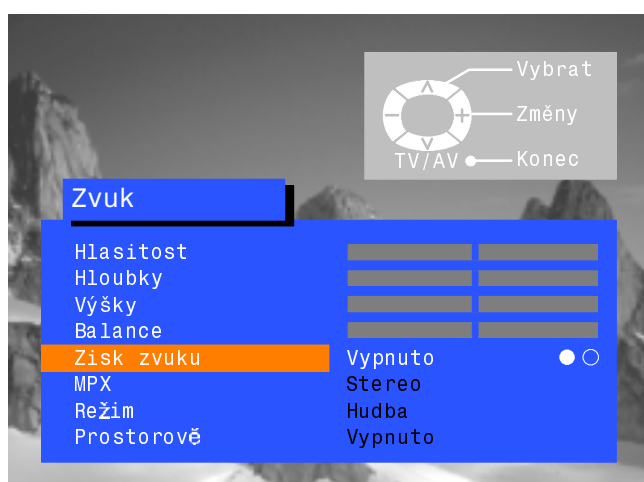 Vybrat
Změny
TV/AV Konec
Zvuk
Hlasitost
Hloubky
Výšky
Balance
Zisk zvuku Vypnuto
MPX Stereo
Režim Hudba
Prostorově Vypnuto